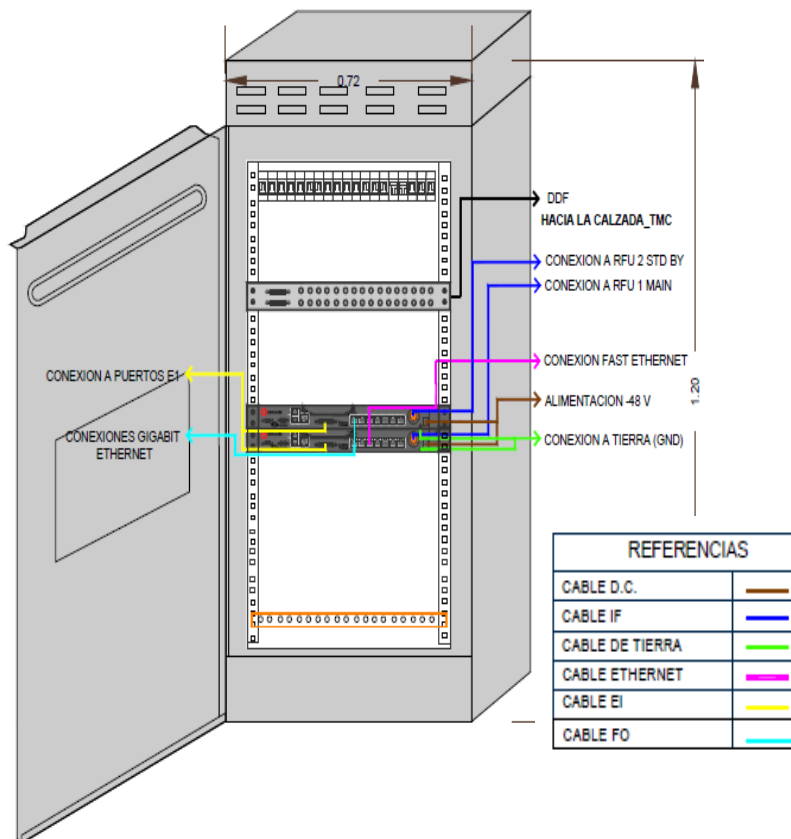 0.72
DDF
HACIA LA CALZADA_TMC
CONEXION A RFU 2 STD BY
CONEXION A RFU 1 MAIN
CONEXION FAST ETHERNET
CONEXION A PUERTOS E1
1.20
ALIMENTACION -48 V
CONEXIONES GIGABIT
ETHERNET
CONEXION A TIERRA (GND)
REFERENCIAS
CABLE D.C.
CABLE IF
CABLE DE TIERRA
CABLE ETHERNET
CABLE EI
CABLE FO